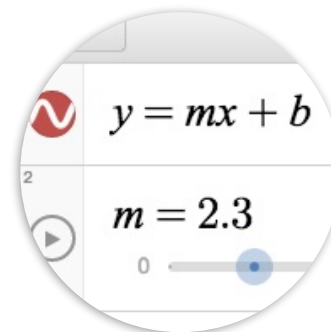 y = mx + b
2
m = 2.3
0